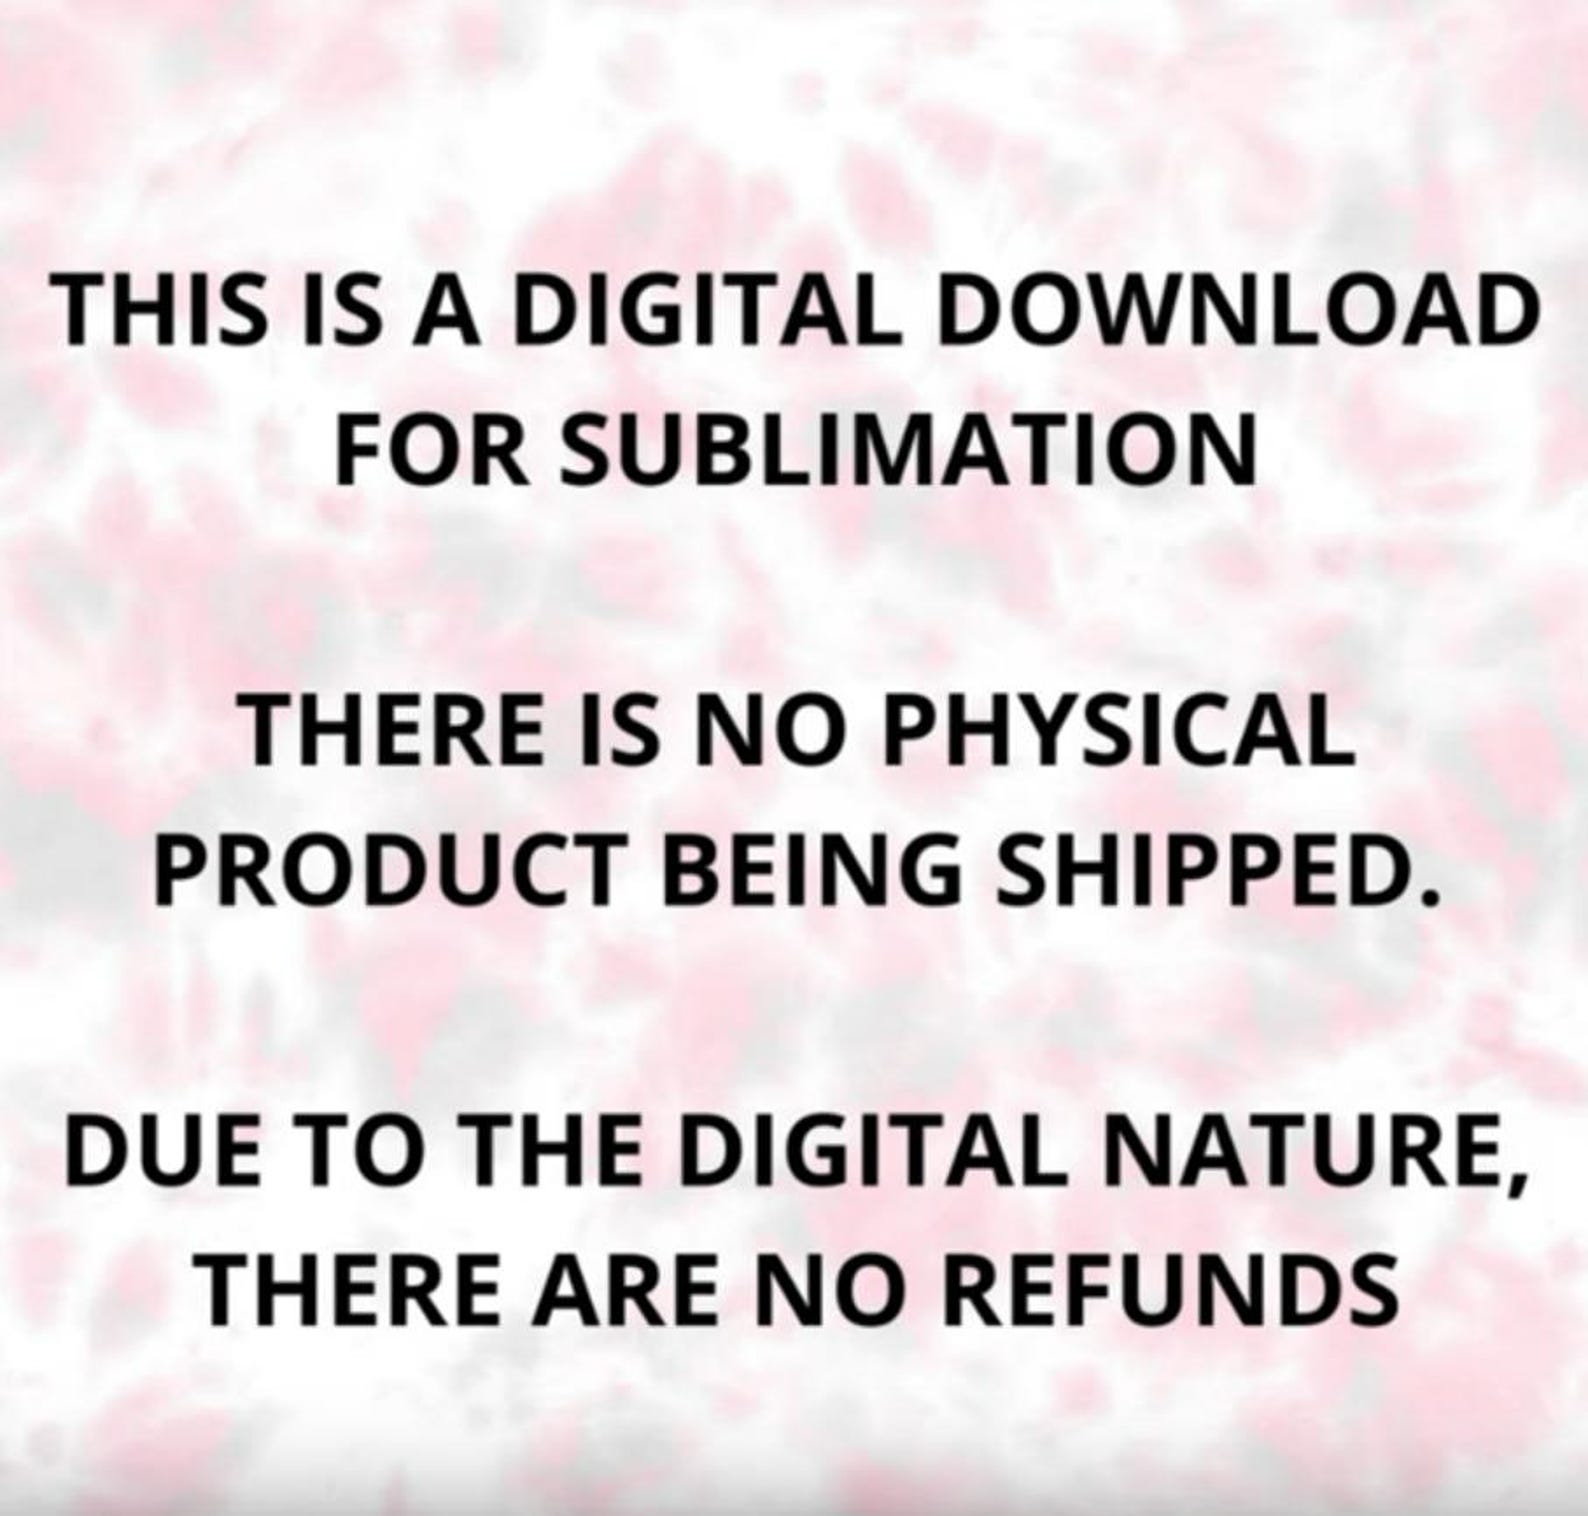 THIS IS A DIGITAL DOWNLOAD
FOR SUBLIMATION
THERE IS NO PHYSICAL
PRODUCT BEING SHIPPED.
DUE TO THE DIGITAL NATURE,
THERE ARE NO REFUNDS